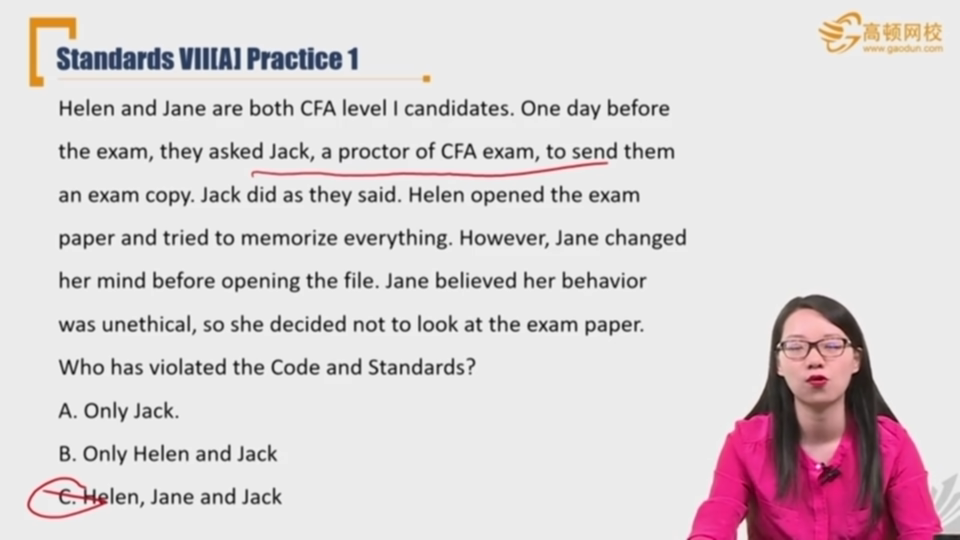 Standards VII[A] Practice 1
高顿网校
www.gaodun.com
Helen and Jane are both CFA level I candidates. One day before
the exam, they asked Jack, a proctor of CFA exam, to send them
an exam copy. Jack did as they said. Helen opened the exam
paper and tried to memorize everything. However, Jane changed
her mind before opening the file. Jane believed her behavior
was unethical, so she decided not to look at the exam paper.
Who has violated the Code and Standards?
A. Only Jack.
B. Only Helen and Jack
C. Helen, Jane and Jack